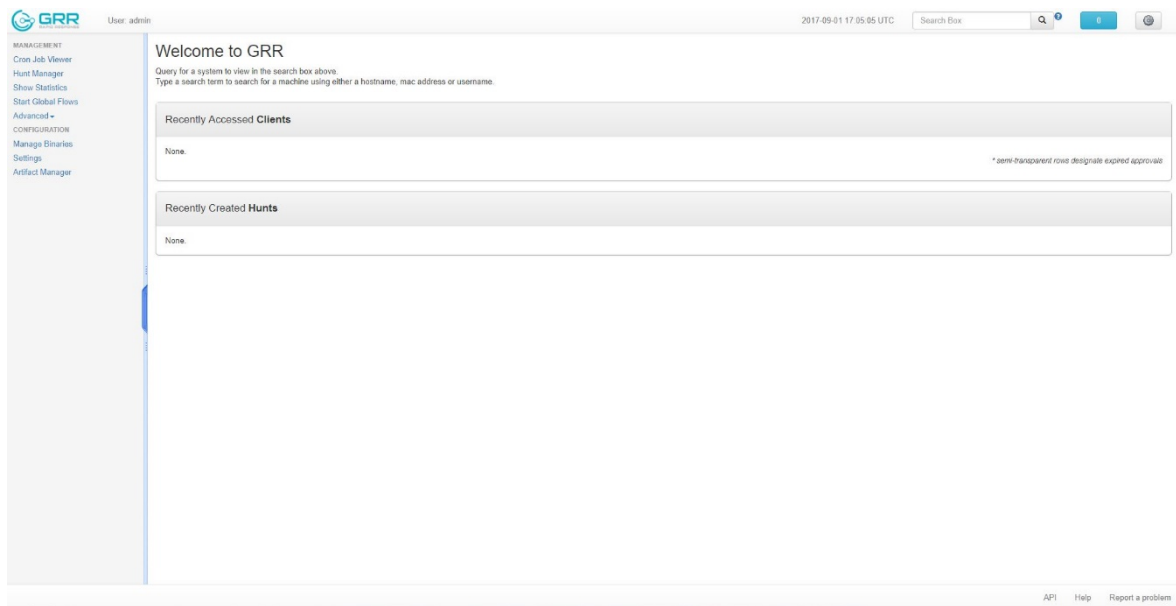 GRR
User: admin
2017-09-01 17:05:05 UTC
Search Box
0
MANAGEMENT
Cron Job Viewer
Hunt Manager
Show Statistics
Start Global Flows
Advanced
CONFIGURATION
Manage Binaries
Settings
Artifact Manager
Welcome to GRR
Query for a system to view in the search box above.
Type a search term to search for a machine using either a hostname, mac address or username.
Recently Accessed Clients
None.
* semi-transparent rows designate expired approvals
Recently Created Hunts
None.
API Help Report a problem